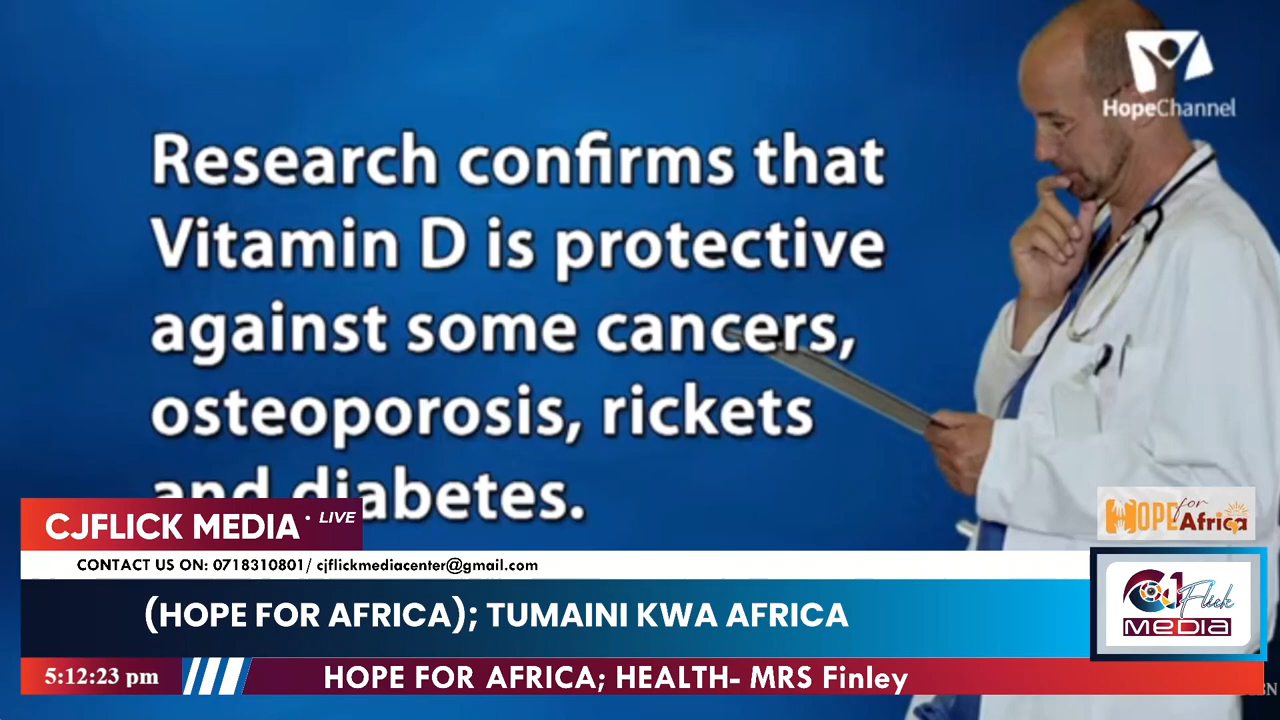 HopeChannel
Research confirms that
Vitamin D is protective
against some cancers,
osteoporosis, rickets
and diabetes.
CJFLICK MEDIA • LIVE
CONTACT US ON: 0718310801/ cjflickmediacenter@gmail.com
HOPE for Africa
(HOPE FOR AFRICA); TUMAINI KWA AFRICA
Flick
MEDIA
5:12:23 pm
HOPE FOR AFRICA; HEALTH- MRS Finley